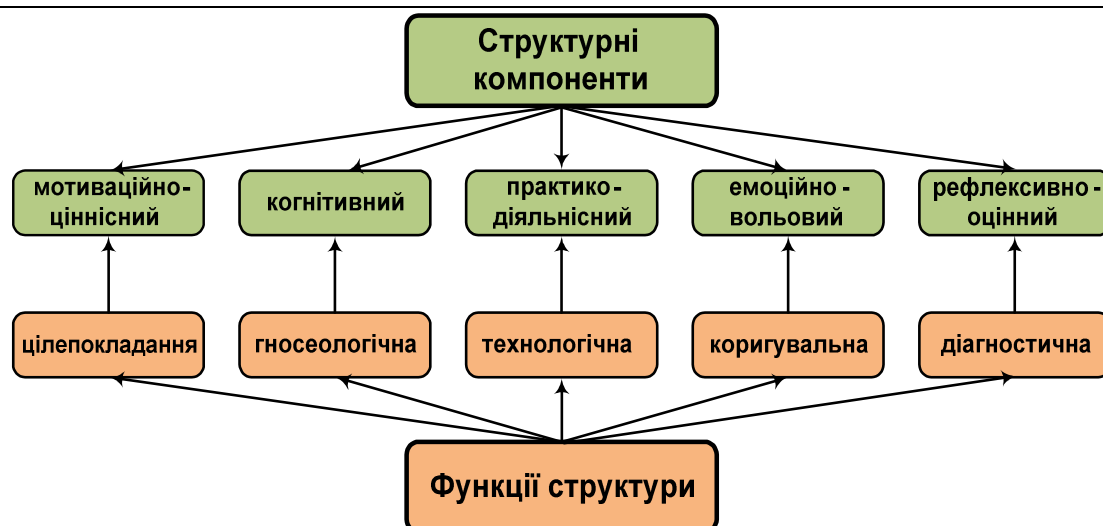 Структурні
компоненти
мотиваційно-
ціннісний
когнітивний
практико-
діяльнісний
емоційно-
вольовий
рефлексивно-
оцінний
цілепокладання
гносеологічна
технологічна
коригувальна
діагностична
Функції структури